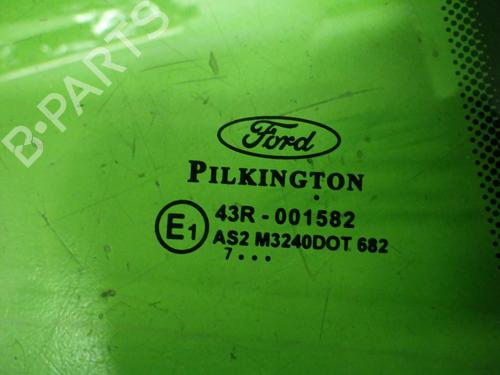 B-PARTS
Ford
PILKINGTON
E1
43R - 001582
AS2 M3240DOT 682
7 . . .